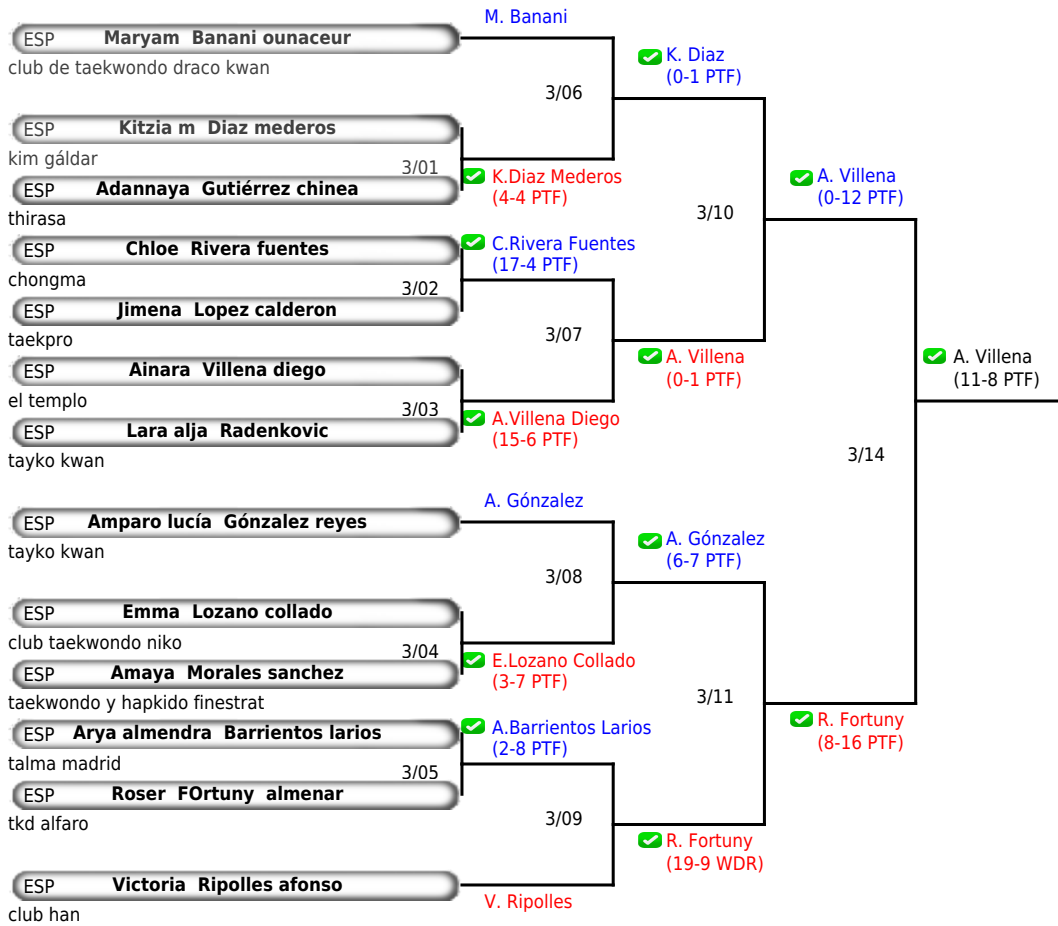 M. Banani
ESP Maryam Banani ounaceur
club de taekwondo draco kwan
K. Diaz
(0-1 PTF)
3/06
ESP Kitzia m Diaz mederos
kim gáldar
3/01
K.Diaz Mederos
(4-4 PTF)
ESP Adannaya Gutiérrez chinea
thirasa
A. Villena
(0-12 PTF)
3/10
ESP Chloe Rivera fuentes
chongma
C.Rivera Fuentes
(17-4 PTF)
3/02
ESP Jimena Lopez calderon
taekpro
3/07
ESP Ainara Villena diego
el templo
A. Villena
(0-1 PTF)
A. Villena
(11-8 PTF)
3/03
A.Villena Diego
(15-6 PTF)
ESP Lara alja Radenkovic
tayko kwan
3/14
A. Gónzalez
ESP Amparo lucía Gónzalez reyes
tayko kwan
A. Gónzalez
(6-7 PTF)
3/08
ESP Emma Lozano collado
club taekwondo niko
3/04
E.Lozano Collado
(3-7 PTF)
ESP Amaya Morales sanchez
taekwondo y hapkido finestrat
3/11
R. Fortuny
(8-16 PTF)
ESP Arya almendra Barrientos larios
talma madrid
A.Barrientos Larios
(2-8 PTF)
3/05
ESP Roser FOrtuny almenar
tkd alfaro
3/09
R. Fortuny
(19-9 WDR)
ESP Victoria Ripolles afonso
club han
V. Ripolles